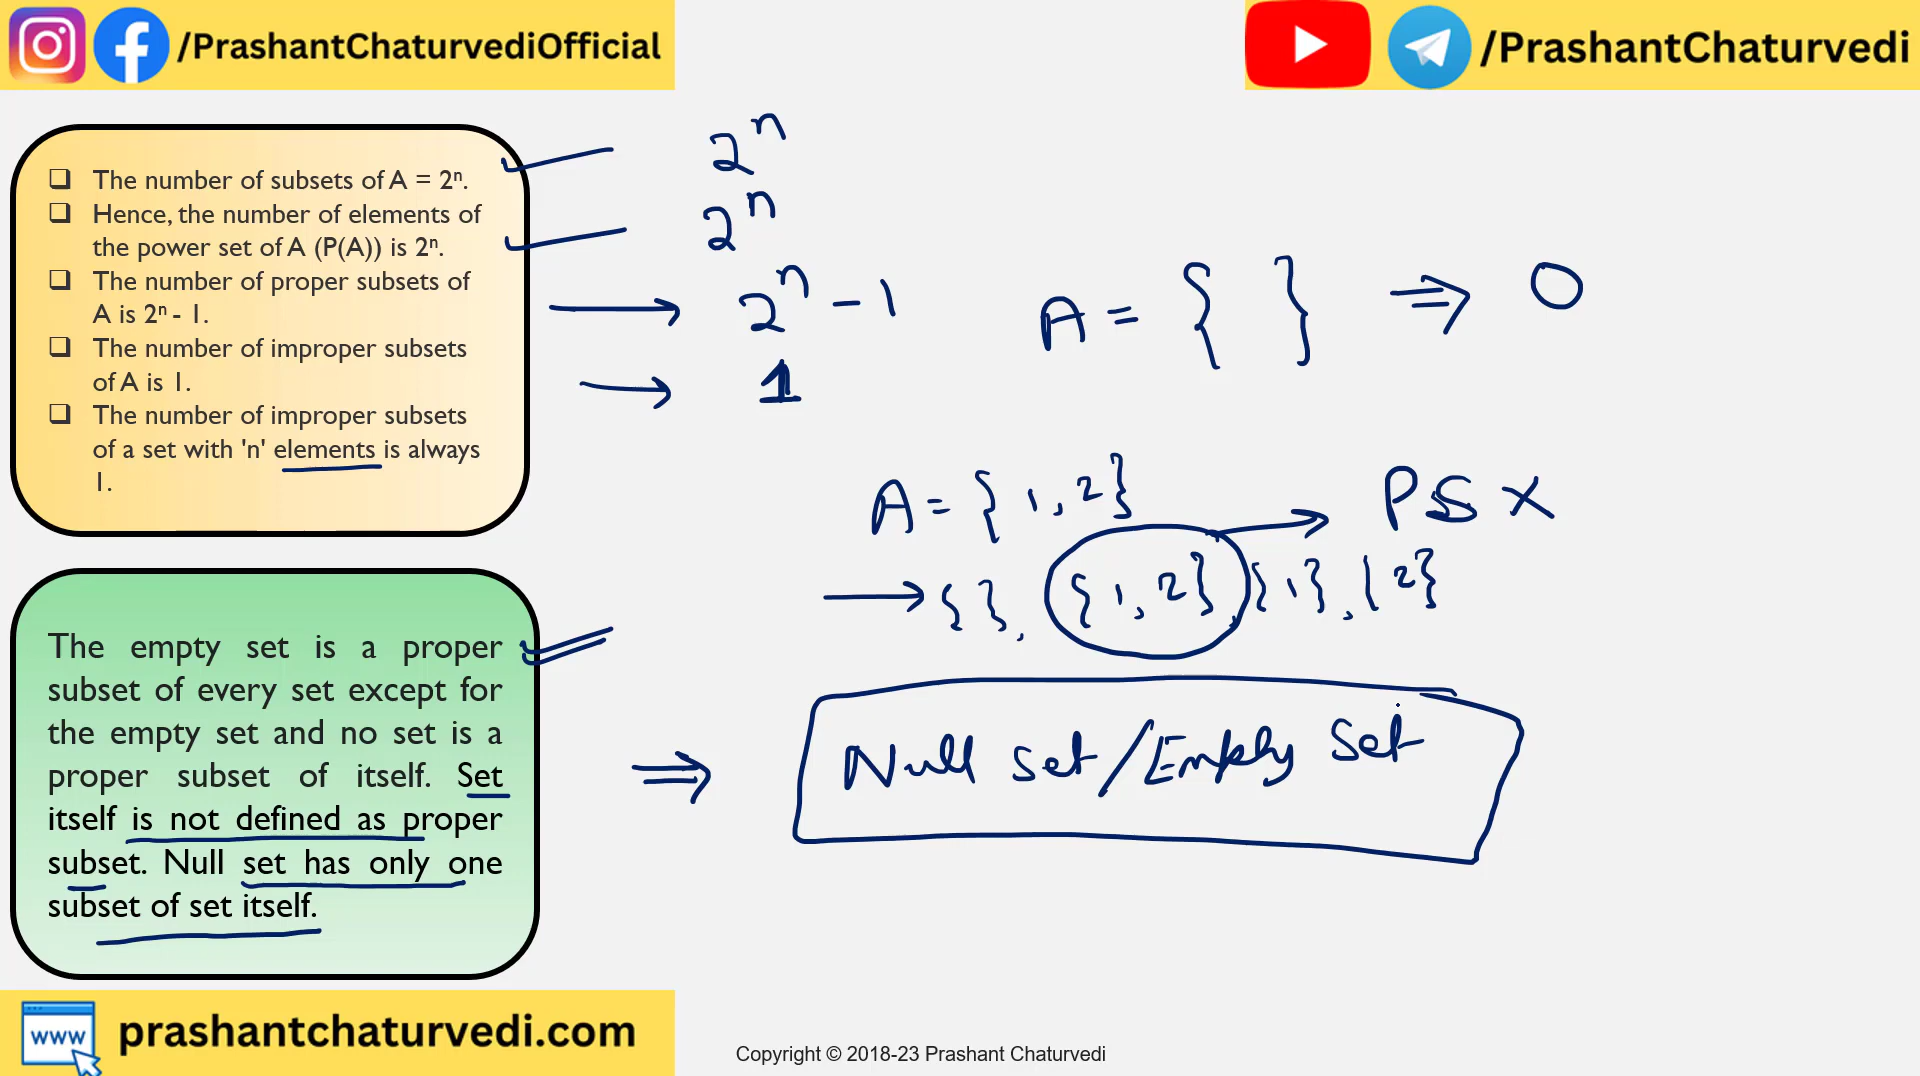 /PrashantChaturvediOfficial
/PrashantChaturvedi
❑ The number of subsets of A = 2ⁿ.
❑ Hence, the number of elements of
the power set of A (P(A)) is 2ⁿ.
❑ The number of proper subsets of
A is 2ⁿ - 1.
❑ The number of improper subsets
of A is 1.
❑ The number of improper subsets
of a set with 'n' elements is always
1.
2ⁿ
2ⁿ
2ⁿ - 1
1
A = { } ⇒ 0
A = {1, 2}
PS X
→ { }, {1, 2} {1}, {2}
The empty set is a proper
subset of every set except for
the empty set and no set is a
proper subset of itself. Set
itself is not defined as proper
subset. Null set has only one
subset of set itself.
⇒ Null set/Empty Set
www
prashantchaturvedi.com
Copyright © 2018-23 Prashant Chaturvedi